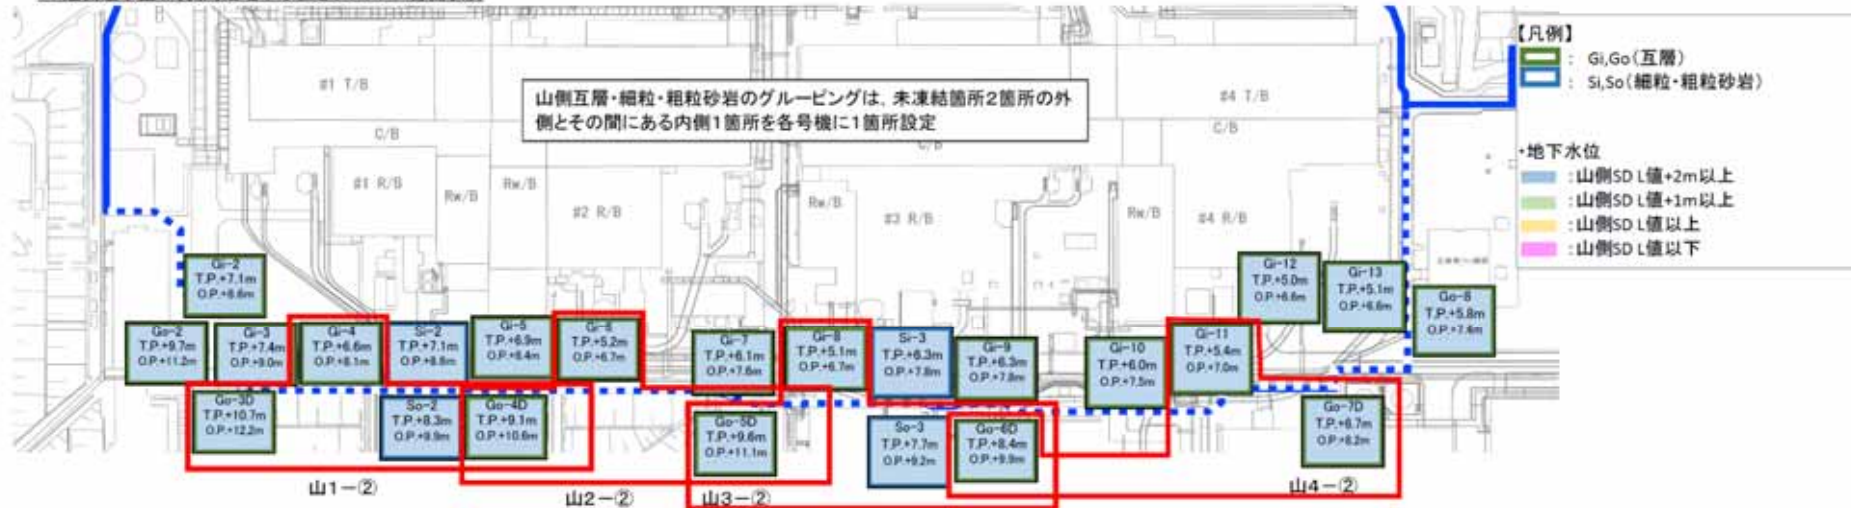 【凡例】
: Gi,Go(互層)
: Si,So(細粒・粗粒砂岩)
・地下水位
:山側SD L値+2m以上
:山側SD L値+1m以上
:山側SD L値以上
:山側SD L値以下
#1 T/B
山側互層・細粒・粗粒砂岩のグルーピングは、未凍結箇所2箇所の外
側とその間にある内側1箇所を各号機に1箇所設定
#4 T/B
C/B
C/B
C/B
#1 R/B
Rw/B
Rw/B
#2 R/B
Rw/B
#3 R/B
Rw/B
#4 R/B
Gi-2
T.P.+7.1m
O.P.+8.6m
Gi-12
T.P.+5.0m
O.P.+6.6m
Gi-13
T.P.+5.1m
O.P.+6.6m
Go-8
T.P.+5.8m
O.P.+7.4m
Go-2
T.P.+9.7m
O.P.+11.2m
Gi-3
T.P.+7.4m
O.P.+9.0m
Gi-4
T.P.+6.6m
O.P.+8.1m
Si-2
T.P.+7.1m
O.P.+8.8m
Gi-5
T.P.+6.9m
O.P.+8.4m
Gi-6
T.P.+5.2m
O.P.+6.7m
Gi-7
T.P.+6.1m
O.P.+7.6m
Gi-8
T.P.+5.1m
O.P.+6.7m
Si-3
T.P.+6.3m
O.P.+7.8m
Gi-9
T.P.+6.3m
O.P.+7.8m
Gi-10
T.P.+6.0m
O.P.+7.5m
Gi-11
T.P.+5.4m
O.P.+7.0m
Go-3D
T.P.+10.7m
O.P.+12.2m
So-2
T.P.+8.3m
O.P.+9.9m
Go-4D
T.P.+9.1m
O.P.+10.6m
Go-5D
T.P.+9.6m
O.P.+11.1m
So-3
T.P.+7.7m
O.P.+9.2m
Go-6D
T.P.+8.4m
O.P.+9.9m
Go-7D
T.P.+6.7m
O.P.+8.2m
山1-②
山2-②
山3-②
山4-②